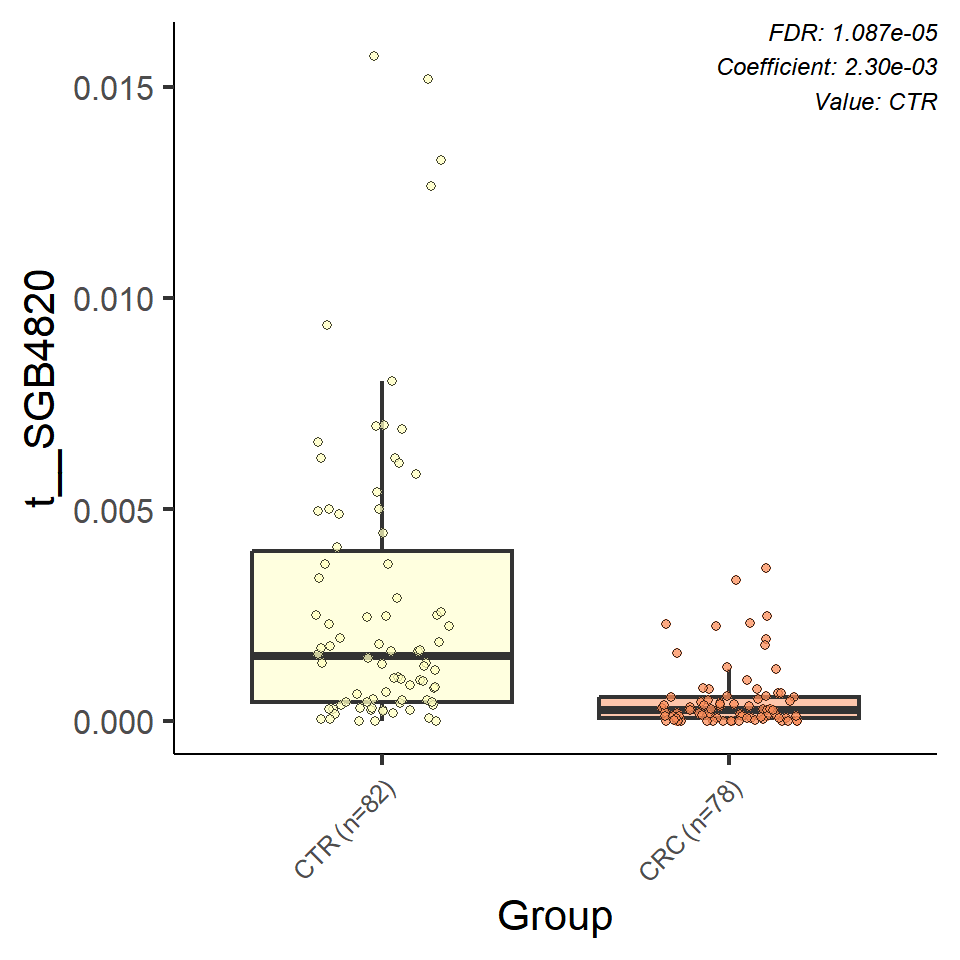 FDR: 1.087e-05
Coefficient: 2.30e-03
Value: CTR
0.015
0.010
0.005
0.000
t__SGB4820
CTR (n=82)
CRC (n=78)
Group